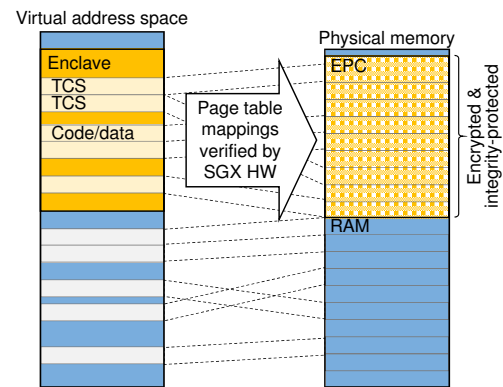 Virtual address space
Enclave
TCS
TCS
Code/data
Page table
mappings
verified by
SGX HW
Physical memory
EPC
RAM
Encrypted &
integrity-protected